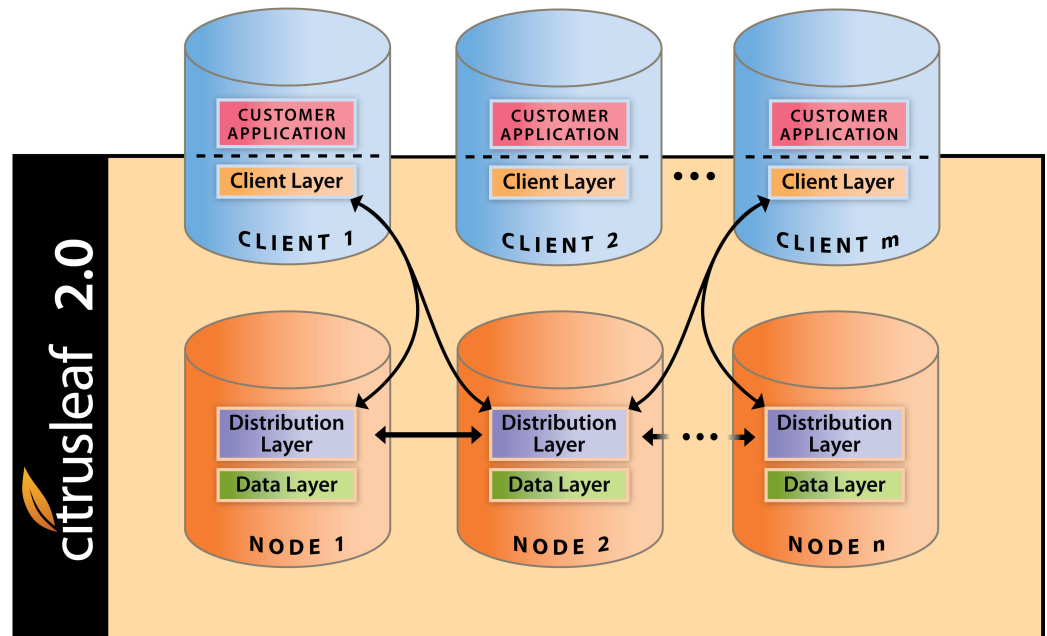 CUSTOMER
APPLICATION
Client Layer
CLIENT 1
CUSTOMER
APPLICATION
Client Layer
CLIENT 2
•••
CUSTOMER
APPLICATION
Client Layer
CLIENT m
citrusleaf 2.0
Distribution
Layer
Data Layer
NODE 1
Distribution
Layer
Data Layer
NODE 2
•••
Distribution
Layer
Data Layer
NODE n